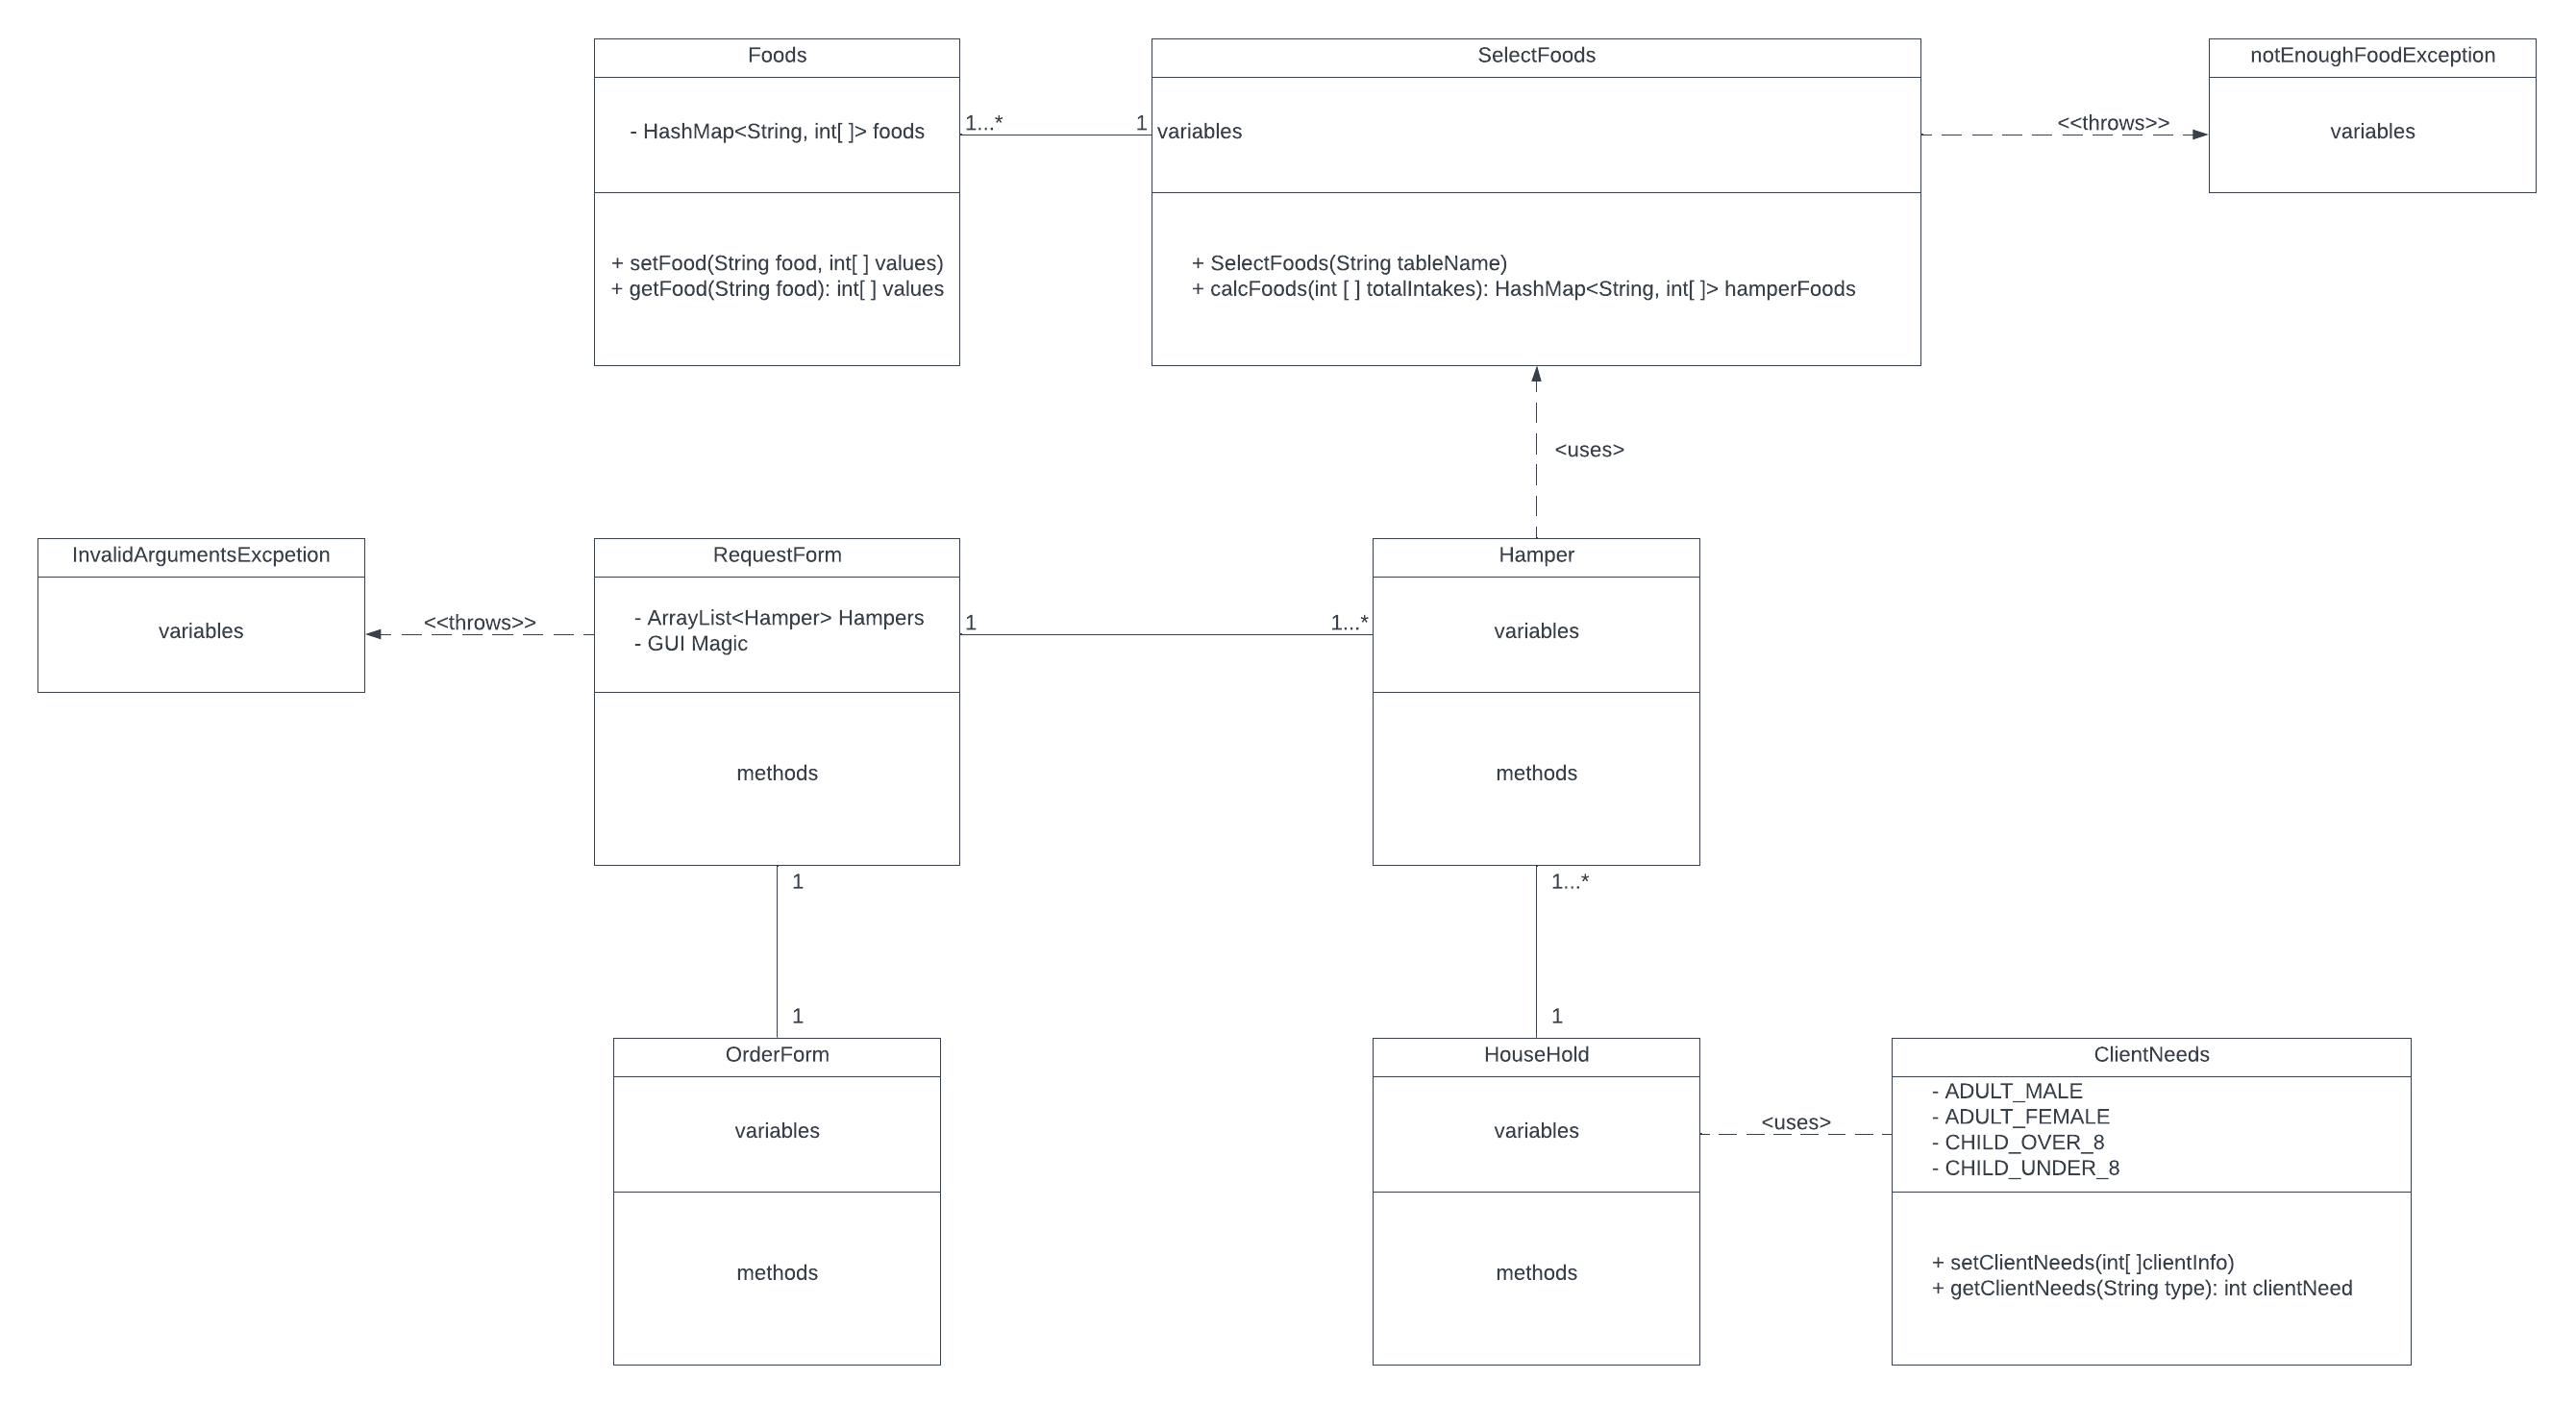 Foods
- HashMap<String, int[ ]> foods
+ setFood(String food, int[ ] values)
+ getFood(String food): int[ ] values
1...*
1
SelectFoods
variables
+ SelectFoods(String tableName)
+ calcFoods(int [ ] totalIntakes): HashMap<String, int[ ]> hamperFoods
<<throws>>
notEnoughFoodException
variables
<uses>
InvalidArgumentsExcpetion
variables
<<throws>>
RequestForm
- ArrayList<Hamper> Hampers
- GUI Magic
methods
1
1...*
Hamper
variables
methods
1
1
1...*
1
OrderForm
variables
methods
HouseHold
variables
methods
<uses>
ClientNeeds
- ADULT_MALE
- ADULT_FEMALE
- CHILD_OVER_8
- CHILD_UNDER_8
+ setClientNeeds(int[ ]clientInfo)
+ getClientNeeds(String type): int clientNeed